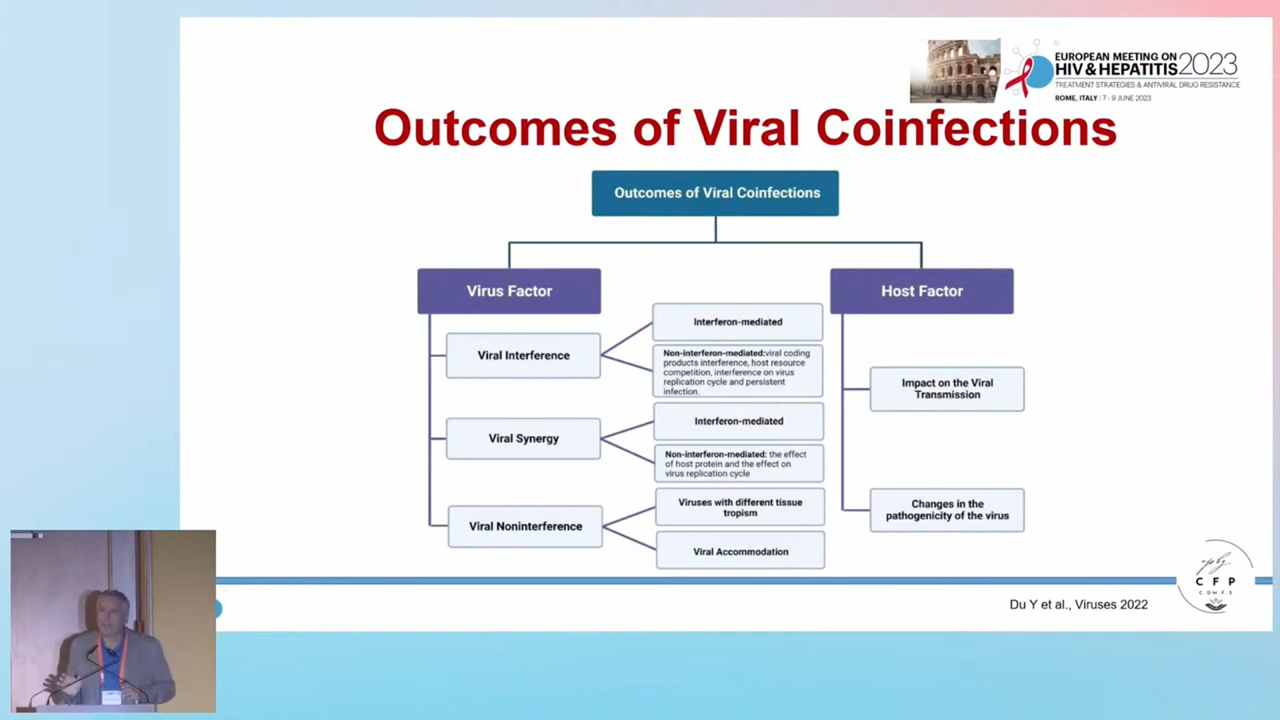 EUROPEAN MEETING ON
HIV & HEPATITIS 2023
TREATMENT STRATEGIES & ANTIVIRAL DRUG RESISTANCE
ROME, ITALY | 7 - 9 JUNE 2023
Outcomes of Viral Coinfections
Outcomes of Viral Coinfections
Virus Factor
Host Factor
Viral Interference
Interferon-mediated
Non-interferon-mediated:viral coding
products interference, host resource
competition, interference on virus
replication cycle and persistent
infection.
Viral Synergy
Interferon-mediated
Non-interferon-mediated: the effect
of host protein and the effect on
virus replication cycle
Viral Noninterference
Viruses with different tissue
tropism
Viral Accommodation
Impact on the Viral
Transmission
Changes in the
pathogenicity of the virus
Du Y et al., Viruses 2022
CFP